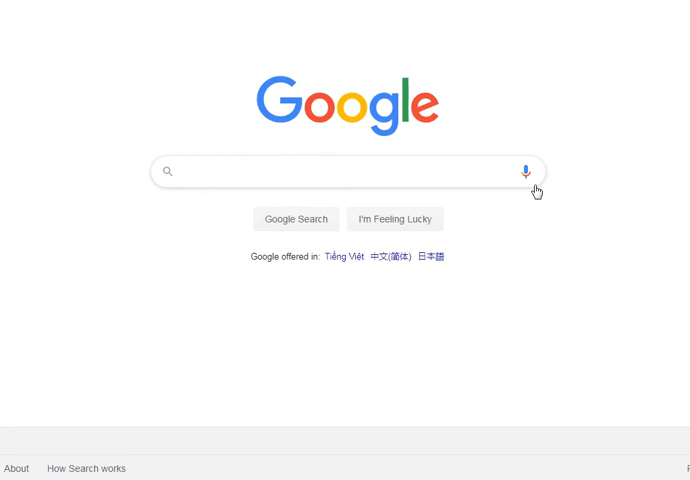 Google
Google Search I'm Feeling Lucky
Google offered in: Tiếng Việt 中文(简体) 日本語
About How Search works